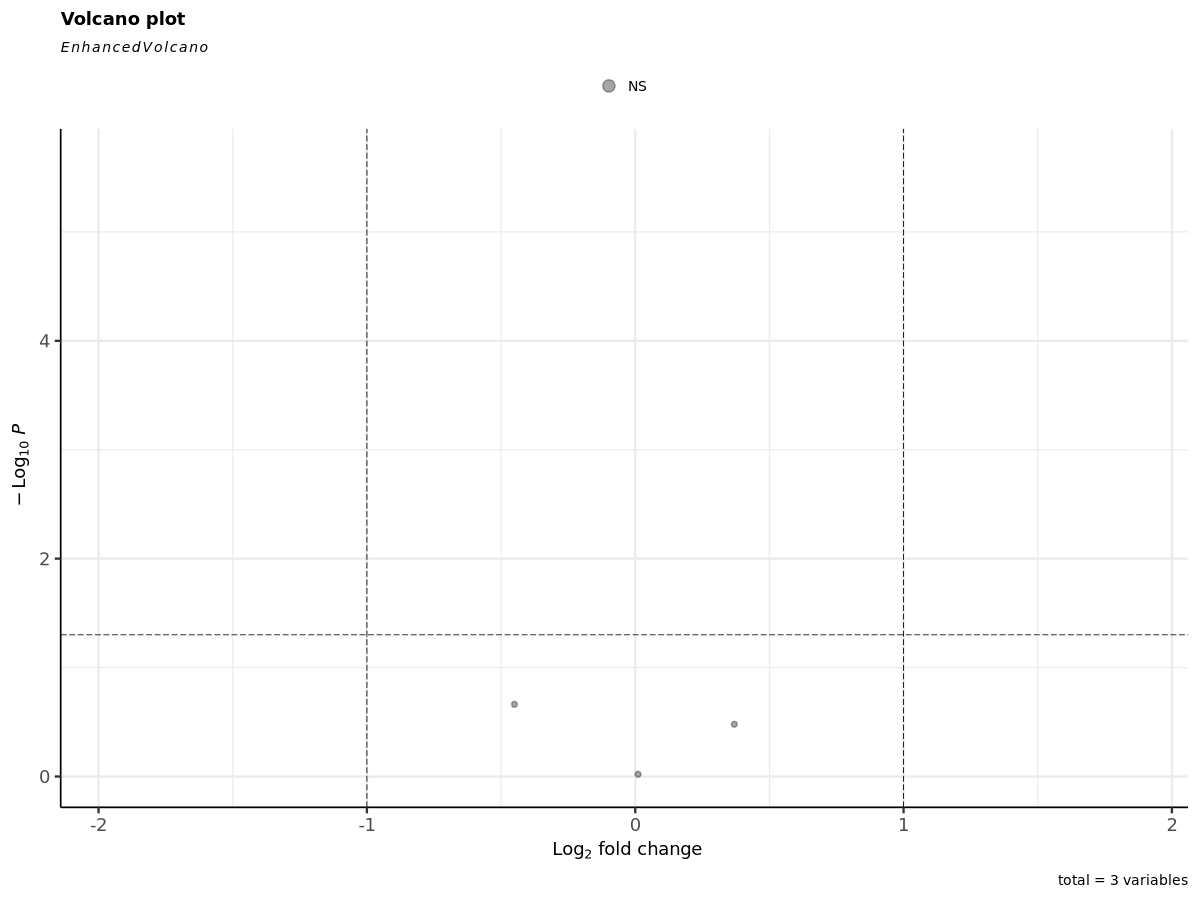 Volcano plot
EnhancedVolcano
NS
4
2
0
− Log10 P
-2 -1 0 1 2
Log2 fold change
total = 3 variables